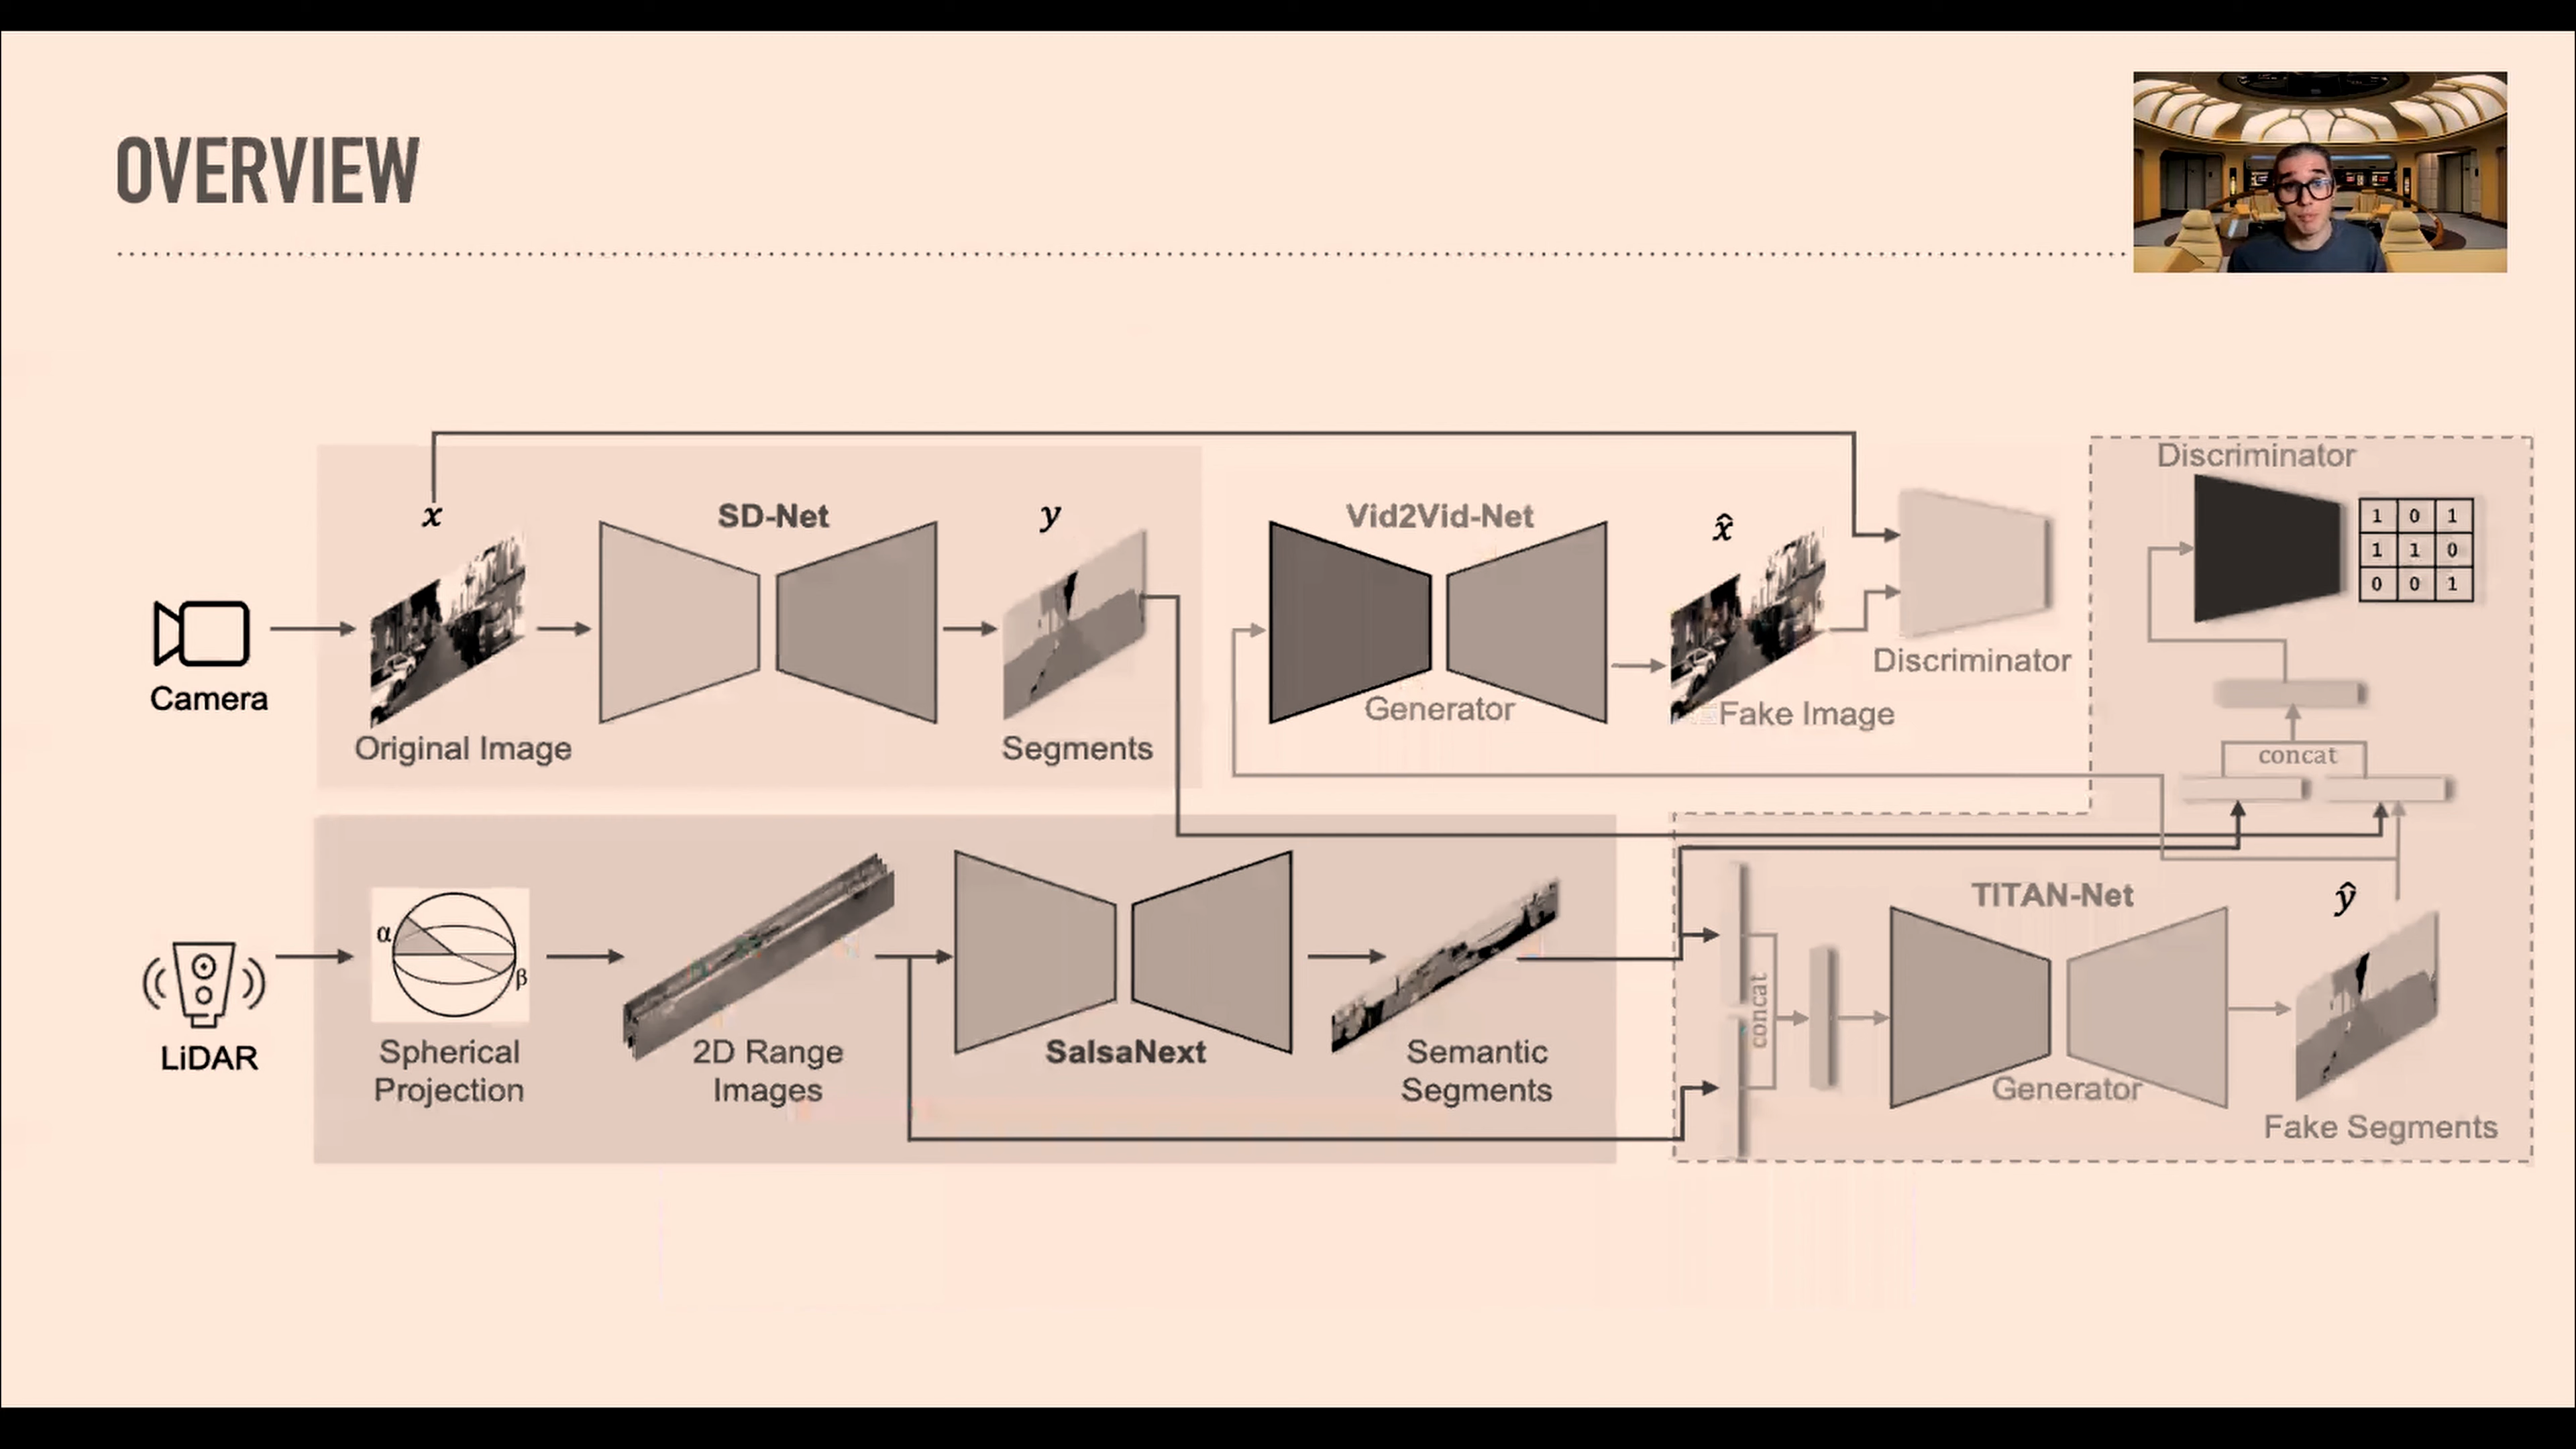 OVERVIEW
x
SD-Net
y
Vid2Vid-Net
x̂
Discriminator
1 0 1
1 1 0
0 0 1
Camera
Original Image
Segments
Generator
Fake Image
Discriminator
concat
α
β
LiDAR
Spherical
Projection
2D Range
Images
SalsaNext
Semantic
Segments
concat
TITAN-Net
Generator
ŷ
Fake Segments